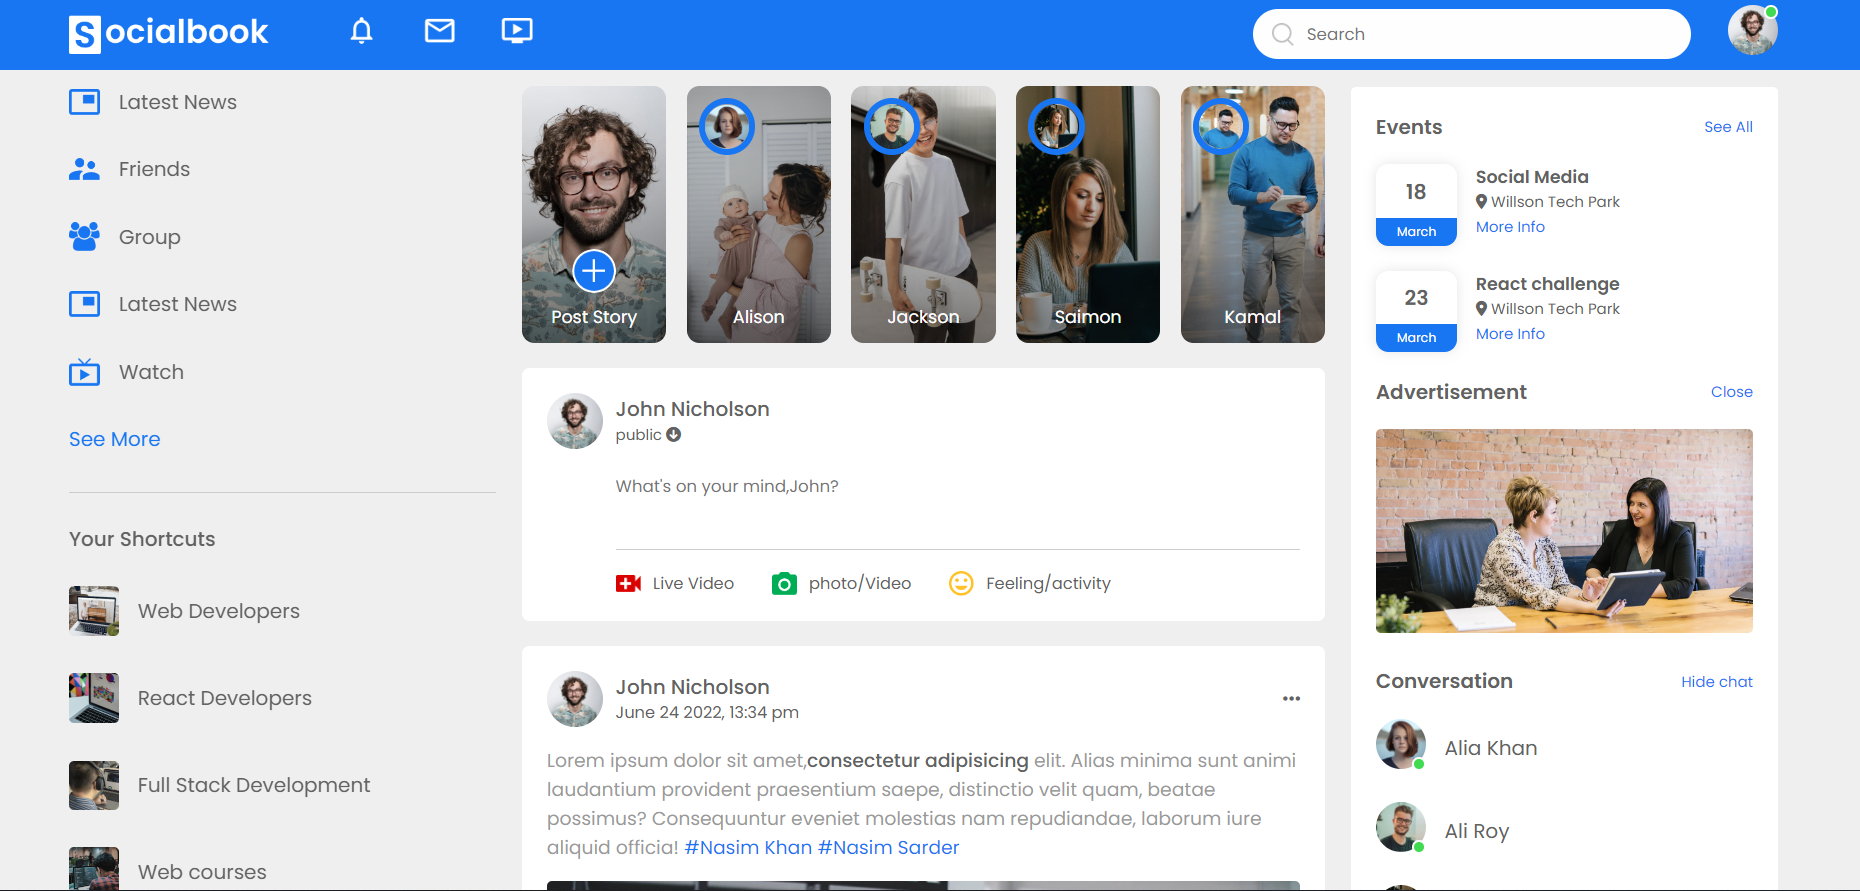 Socialbook
Search
Latest News
Friends
Group
Latest News
Watch
See More
Your Shortcuts
Web Developers
React Developers
Full Stack Development
Web courses
Post Story
Alison
Jackson
Saimon
Kamal
John Nicholson
public
What's on your mind,John?
Live Video
photo/Video
Feeling/activity
John Nicholson
June 24 2022, 13:34 pm
Lorem ipsum dolor sit amet,consectetur adipisicing elit. Alias minima sunt animi
laudantium provident praesentium saepe, distinctio velit quam, beatae
possimus? Consequuntur eveniet molestias nam repudiandae, laborum iure
aliquid officia! #Nasim Khan #Nasim Sarder
Events
See All
18
March
Social Media
Willson Tech Park
More Info
23
March
React challenge
Willson Tech Park
More Info
Advertisement
Close
Conversation
Hide chat
Alia Khan
Ali Roy